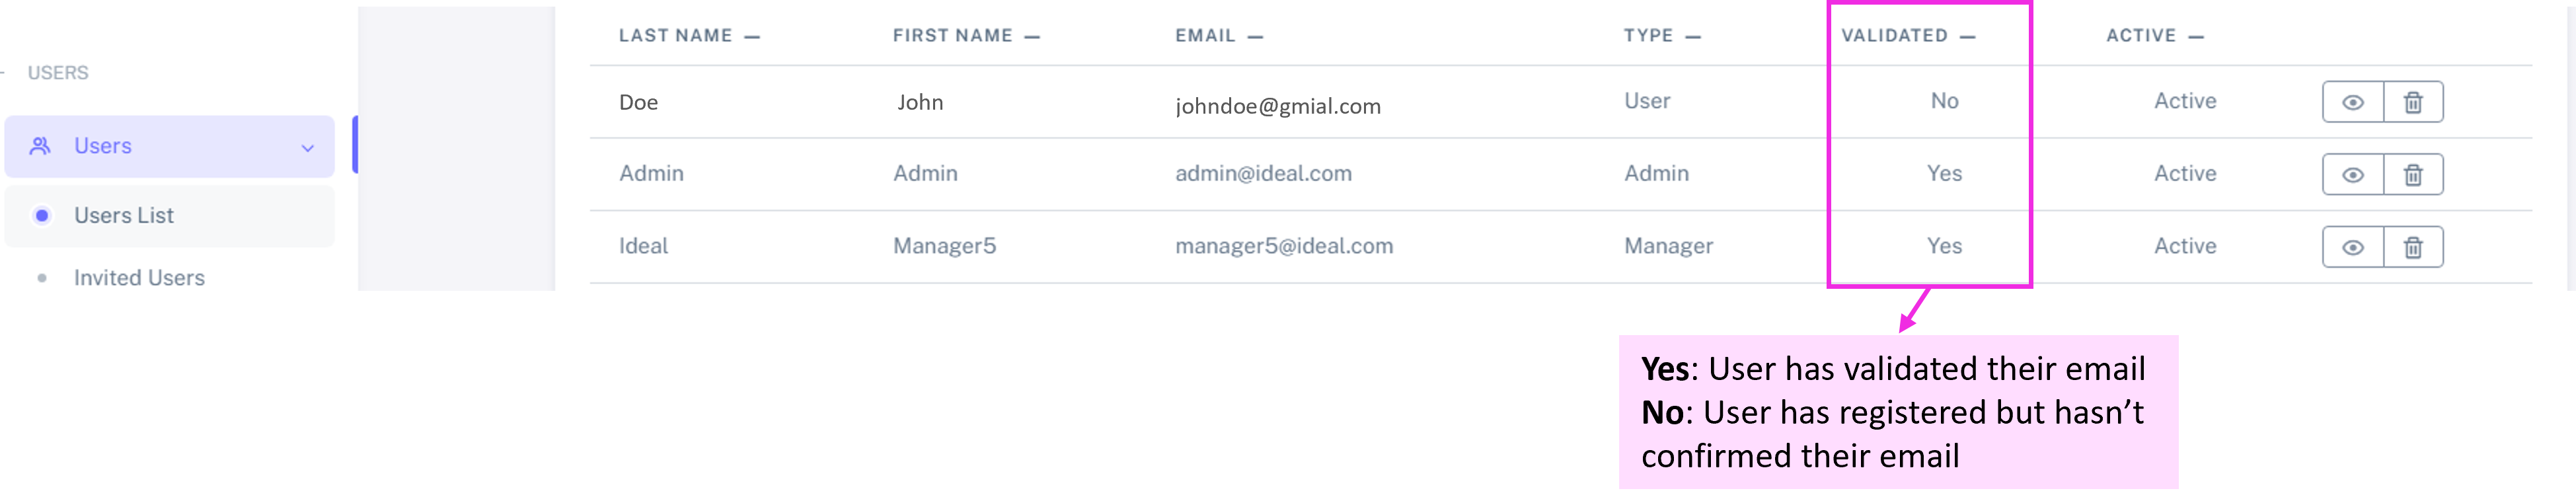 USERS
Users
Users List
Invited Users
LAST NAME — FIRST NAME — EMAIL — TYPE — VALIDATED — ACTIVE —
Doe John johndoe@gmial.com User No Active
Admin Admin admin@ideal.com Admin Yes Active
Ideal Manager5 manager5@ideal.com Manager Yes Active
Yes: User has validated their email
No: User has registered but hasn’t
confirmed their email